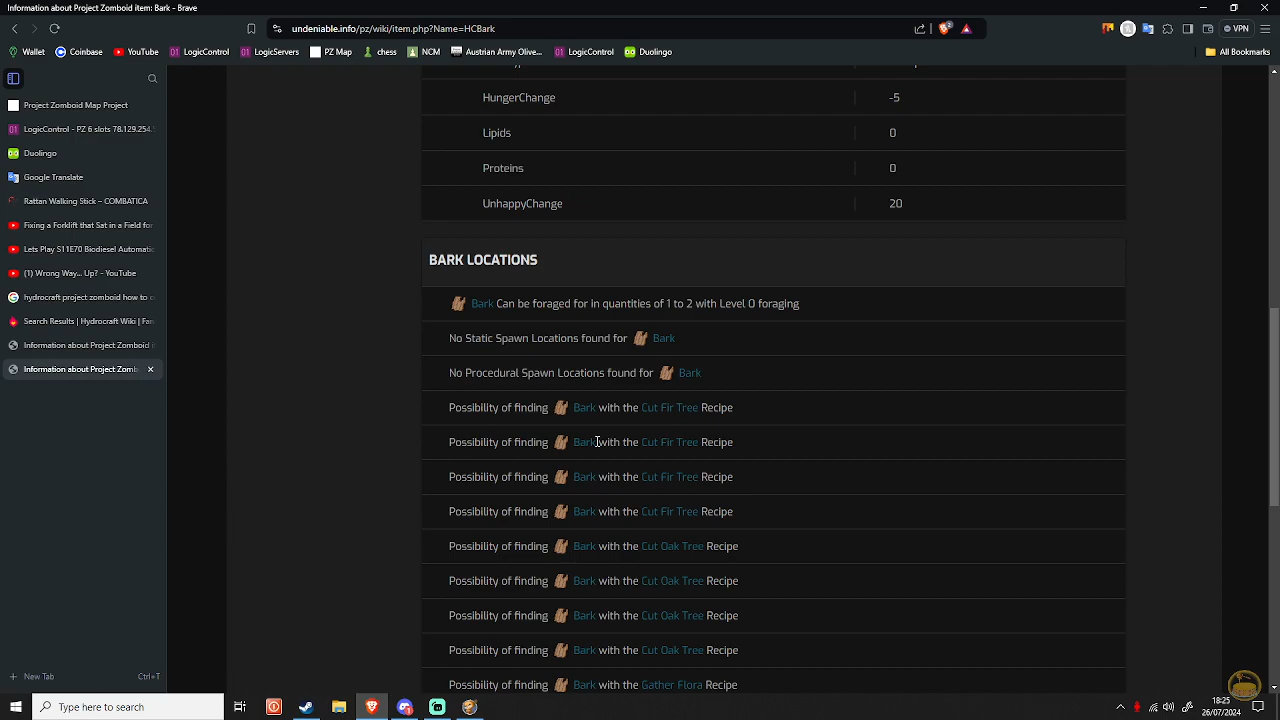 Information about Project Zomboid item: Bark - Brave
undeniable.info/pz/wiki/item.php?Name=HCBark
VPN
Wallet
Coinbase
YouTube
LogicControl
LogicServers
PZ Map
chess
NCM
Austrian Army Olive...
LogicControl
Duolingo
All Bookmarks
Project Zomboid Map Project
LogicControl - PZ 6 slots 78.129.254.
Duolingo
Google Translate
Rattan Walking Stick – COMBATICA
Fixing a Forklift that Sat in a Field for
Lets Play S11E70 Biodiesel Automatic
(1) Wrong Way... Up? - YouTube
hydrocraft project zomboid how to c
Search Results | Hydrocraft Wiki | Fan
Information about Project Zomboid
Information about Project Zomb
New Tab
Ctrl+T
HungerChange -5
Lipids 0
Proteins 0
UnhappyChange 20
BARK LOCATIONS
Bark Can be foraged for in quantities of 1 to 2 with Level 0 foraging
No Static Spawn Locations found for Bark
No Procedural Spawn Locations found for Bark
Possibility of finding Bark with the Cut Fir Tree Recipe
Possibility of finding Bark with the Cut Fir Tree Recipe
Possibility of finding Bark with the Cut Fir Tree Recipe
Possibility of finding Bark with the Cut Fir Tree Recipe
Possibility of finding Bark with the Cut Oak Tree Recipe
Possibility of finding Bark with the Cut Oak Tree Recipe
Possibility of finding Bark with the Cut Oak Tree Recipe
Possibility of finding Bark with the Cut Oak Tree Recipe
Possibility of finding Bark with the Gather Flora Recipe
Type here to search
18:25
26/07/2024